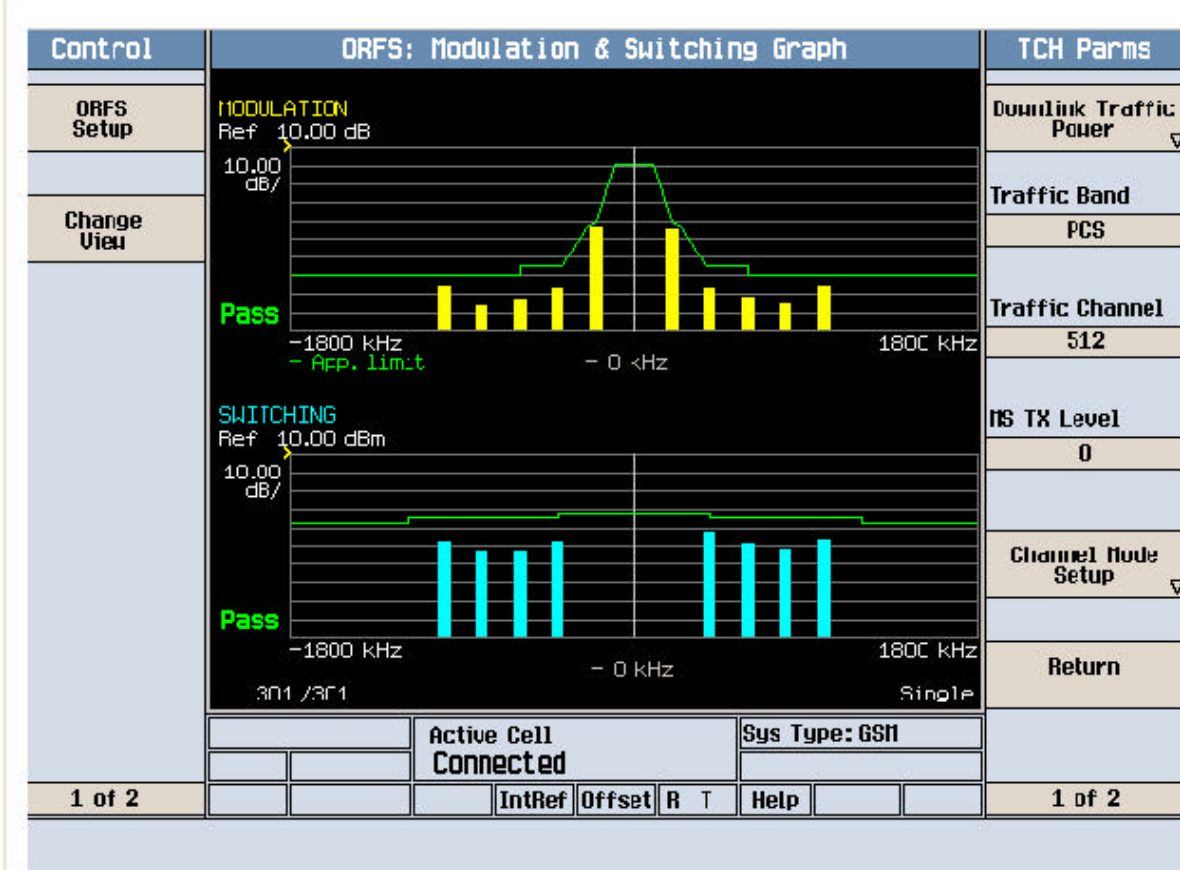 Control
ORFS: Modulation & Switching Graph
TCH Parms
ORFS
Setup
Change
View
1 of 2
MODULATION
Ref 10.00 dB
10.00
dB/
Pass
-1800 kHz
1800 kHz
- App. limit
- 0 kHz
SWITCHING
Ref 10.00 dBm
10.00
dB/
Pass
-1800 kHz
1800 kHz
- 0 kHz
301 /301
Single
Active Cell
Connected
Sys Type: GSM
IntRef
Offset
R T
Help
Downlink Traffic
Power
Traffic Band
PCS
Traffic Channel
512
MS TX Level
0
Channel Mode
Setup
Return
1 of 2